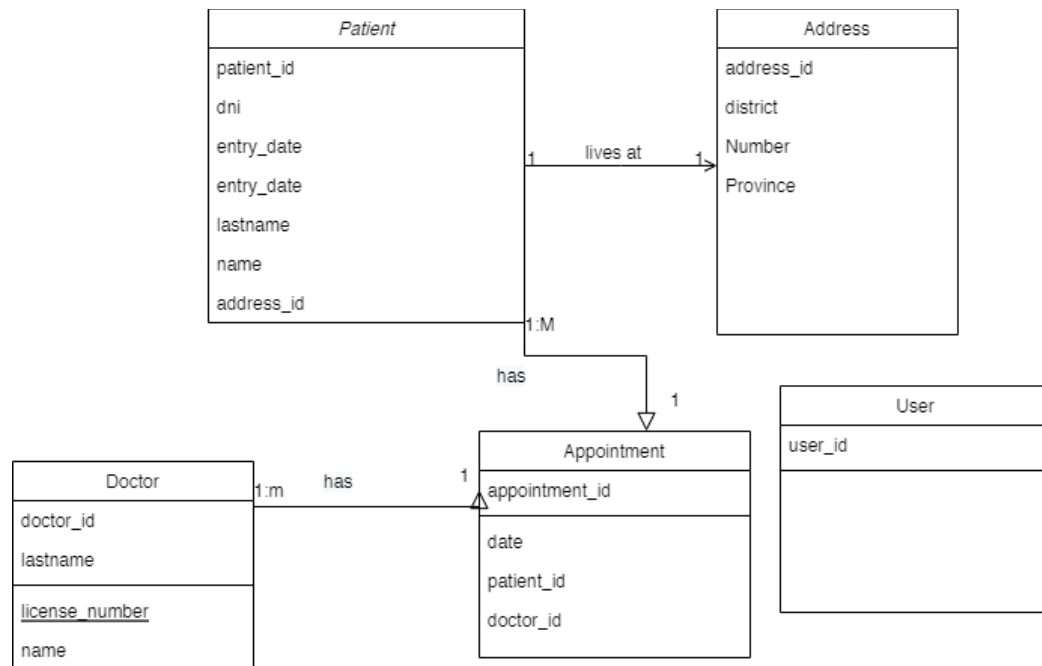 Patient
patient_id
dni
entry_date
entry_date
lastname
name
address_id
1
lives at
1
Address
address_id
district
Number
Province
1:M
has
1
User
user_id
Appointment
appointment_id
date
patient_id
doctor_id
1:m
has
1
Doctor
doctor_id
lastname
license_number
name